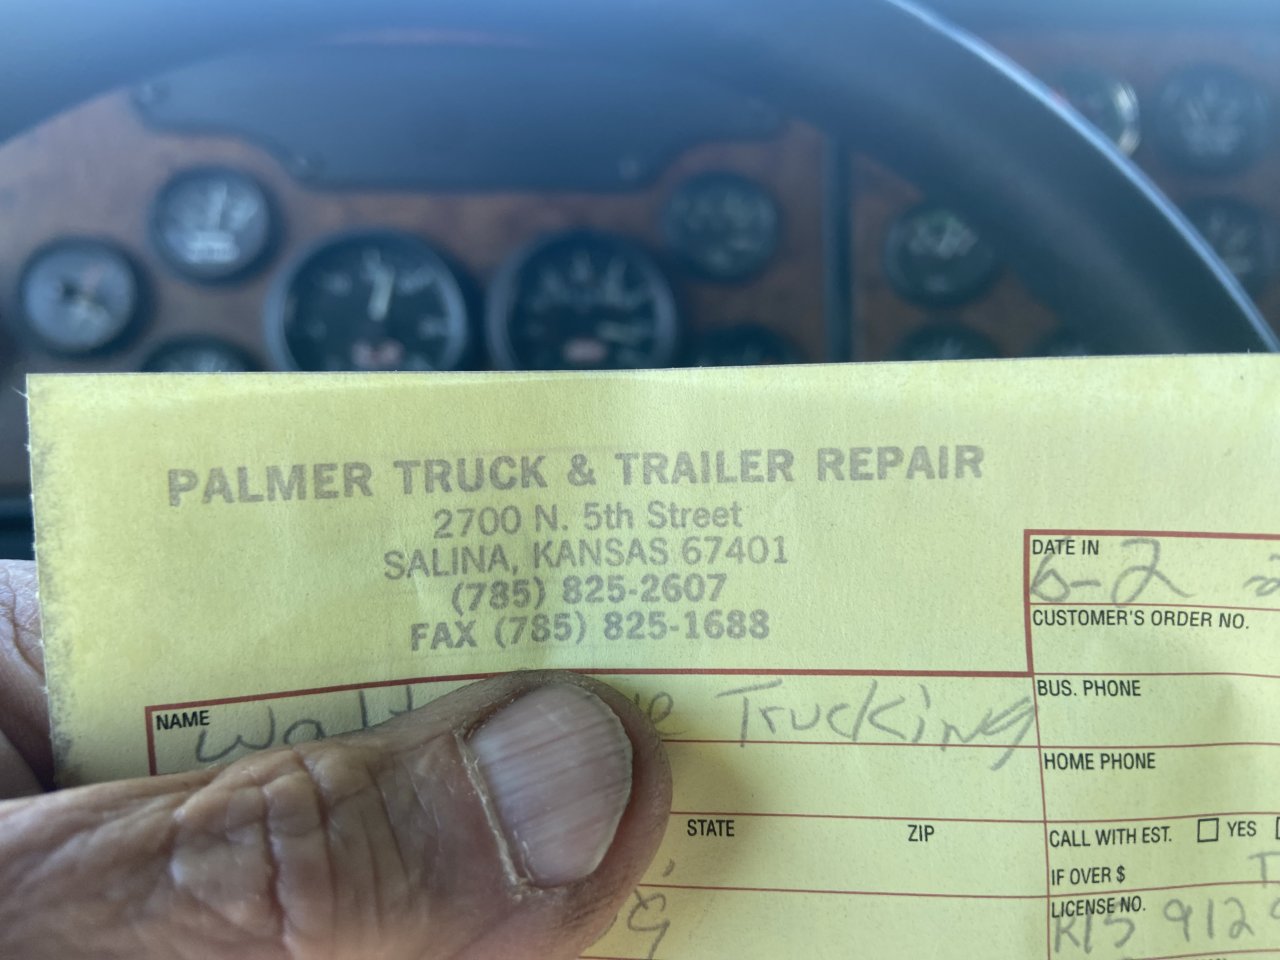 PALMER TRUCK & TRAILER REPAIR
2700 N. 5th Street
SALINA, KANSAS 67401
(785) 825-2607
FAX (785) 825-1688
DATE IN
6-2
CUSTOMER'S ORDER NO.
NAME
Trucking
BUS. PHONE
HOME PHONE
STATE ZIP
CALL WITH EST. YES
IF OVER $
LICENSE NO.